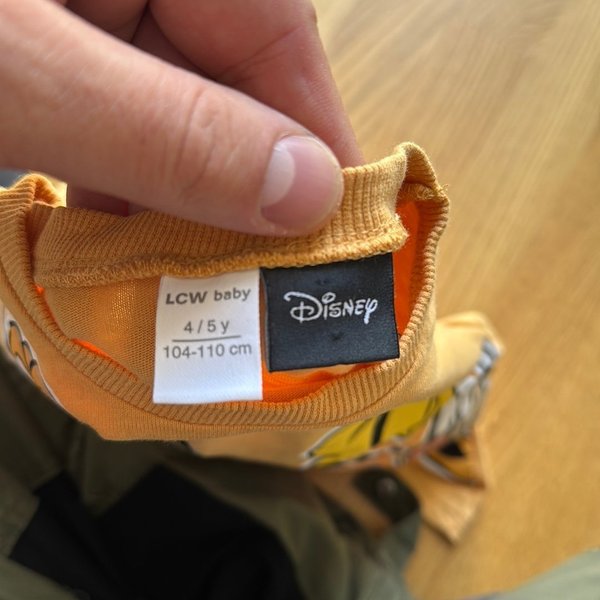 LCW baby
4 / 5 y
104-110 cm
Disney